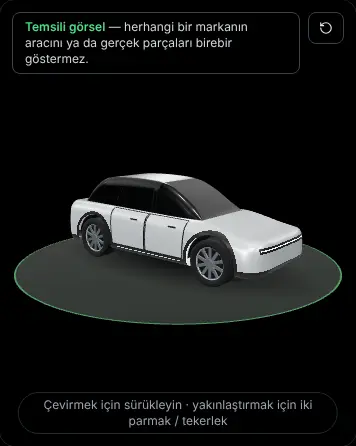 Temsili görsel — herhangi bir markanın
aracını ya da gerçek parçaları birebir
göstermez.
Çevirmek için sürükleyin · yakınlaştırmak için iki
parmak / tekerlek